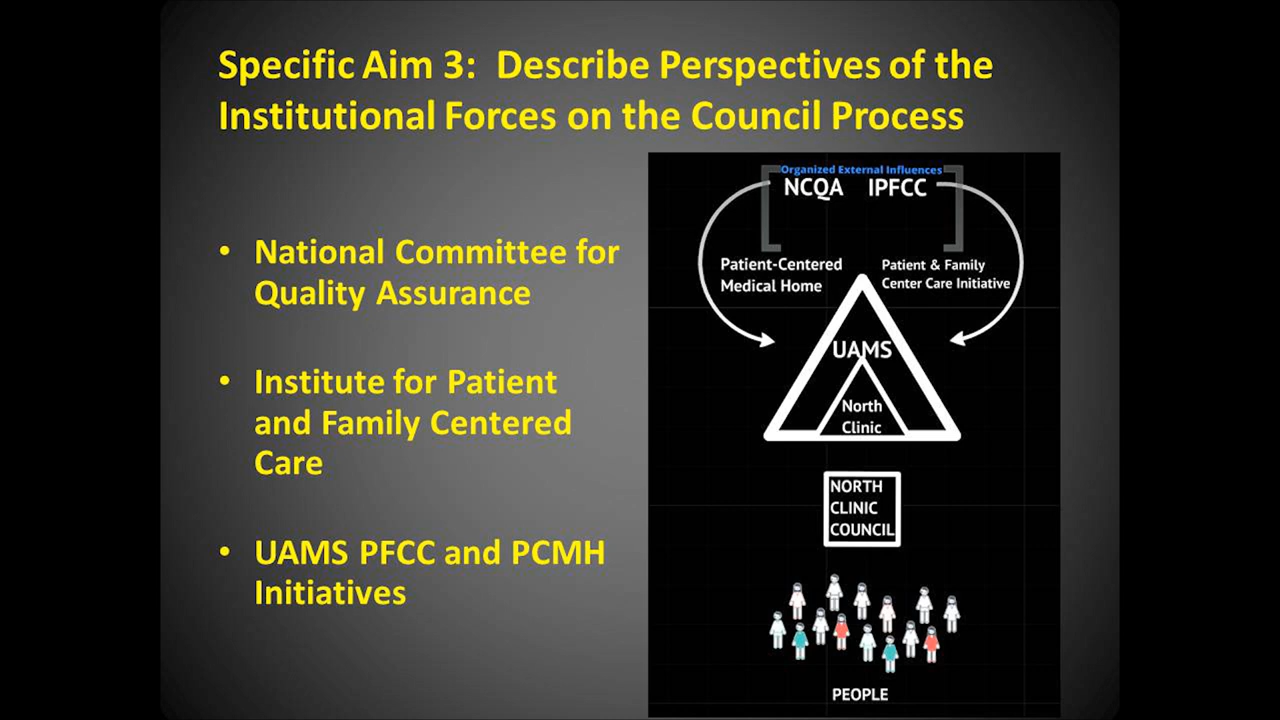 Specific Aim 3:  Describe Perspectives of the
Institutional Forces on the Council Process
• National Committee for
Quality Assurance
• Institute for Patient
and Family Centered
Care
• UAMS PFCC and PCMH
Initiatives
Organized External Influences
NCQA IPFCC
Patient-Centered
Medical Home
Patient & Family
Center Care Initiative
UAMS
North
Clinic
NORTH
CLINIC
COUNCIL
PEOPLE